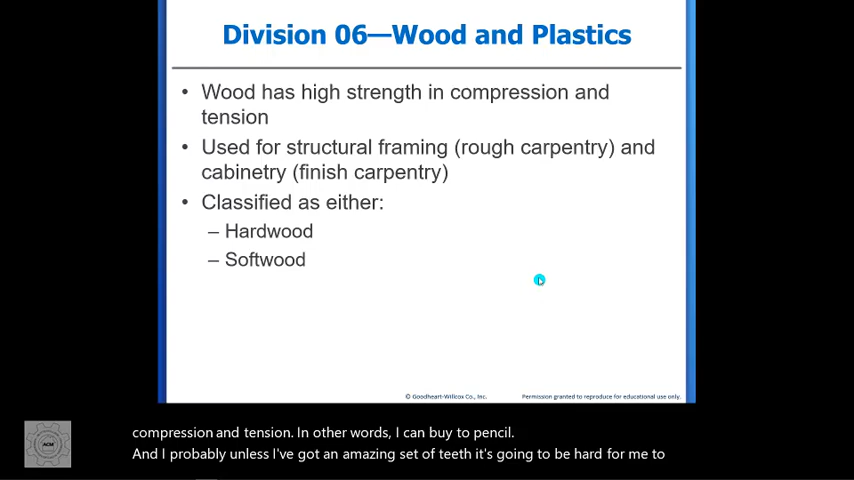 Division 06—Wood and Plastics
• Wood has high strength in compression and
tension
• Used for structural framing (rough carpentry) and
cabinetry (finish carpentry)
• Classified as either:
– Hardwood
– Softwood
© Goodheart-Willcox Co., Inc. Permission granted to reproduce for educational use only.
ACM
compression and tension. In other words, I can buy to pencil.
And I probably unless I've got an amazing set of teeth it's going to be hard for me to